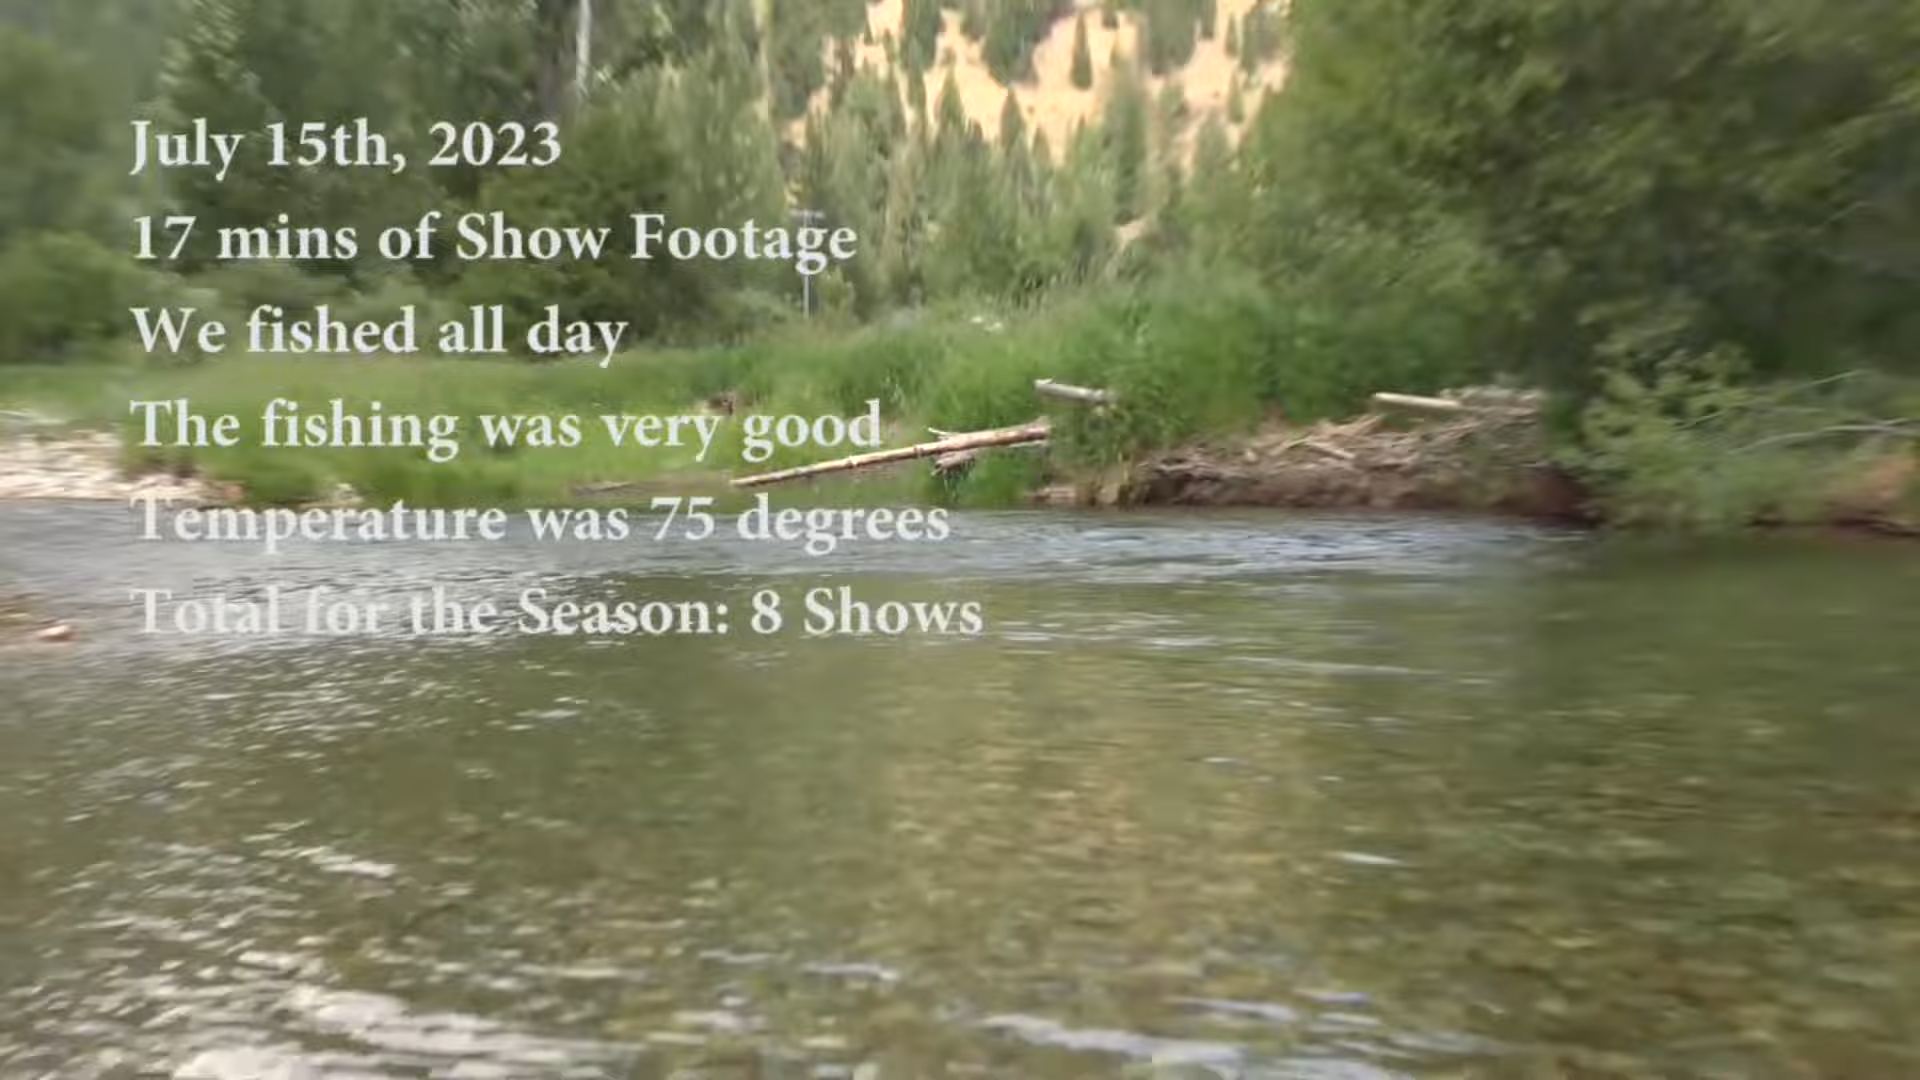 July 15th, 2023
17 mins of Show Footage
We fished all day
The fishing was very good
Temperature was 75 degrees
Total for the Season: 8 Shows